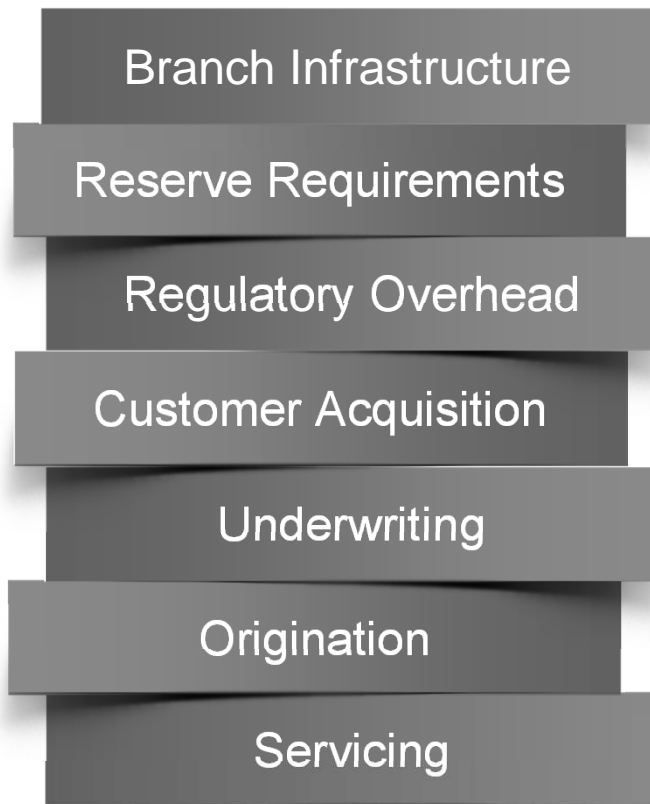 Branch Infrastructure
Reserve Requirements
Regulatory Overhead
Customer Acquisition
Underwriting
Origination
Servicing